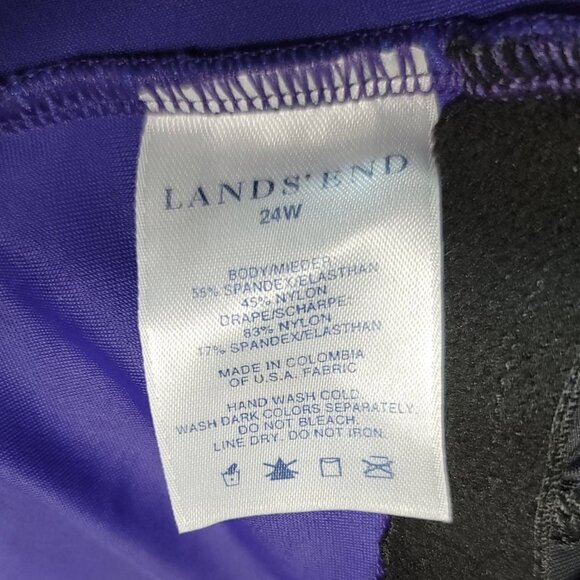 LANDS' END
24W
BODY/MIEDER:
55% SPANDEX/ELASTHAN
45% NYLON
DRAPE/SCHARPE:
83% NYLON
17% SPANDEX/ELASTHAN
MADE IN COLOMBIA
OF U.S.A. FABRIC
HAND WASH COLD.
WASH DARK COLORS SEPARATELY.
DO NOT BLEACH.
LINE DRY. DO NOT IRON.